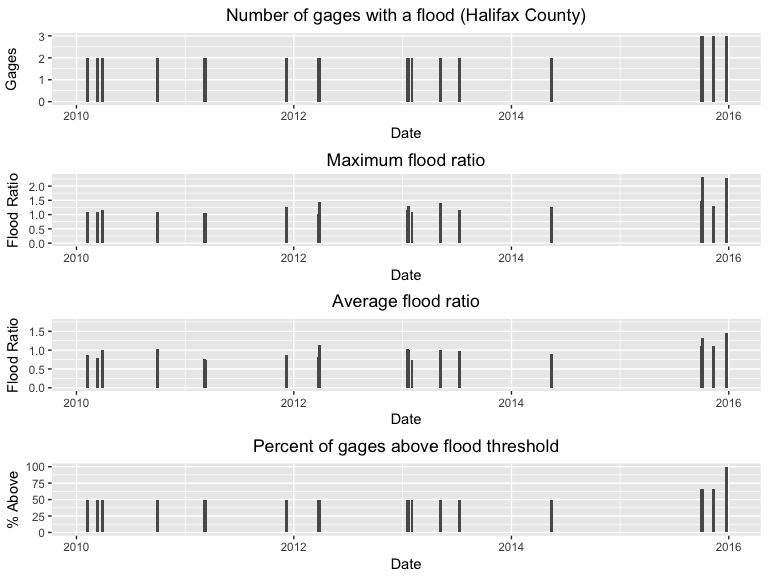 Number of gages with a flood (Halifax County)
Gages
3
2
1
0
2010 2012 2014 2016
Date
Maximum flood ratio
Flood Ratio
2.0
1.5
1.0
0.5
0.0
2010 2012 2014 2016
Date
Average flood ratio
Flood Ratio
1.5
1.0
0.5
0.0
2010 2012 2014 2016
Date
Percent of gages above flood threshold
% Above
100
75
50
25
0
2010 2012 2014 2016
Date